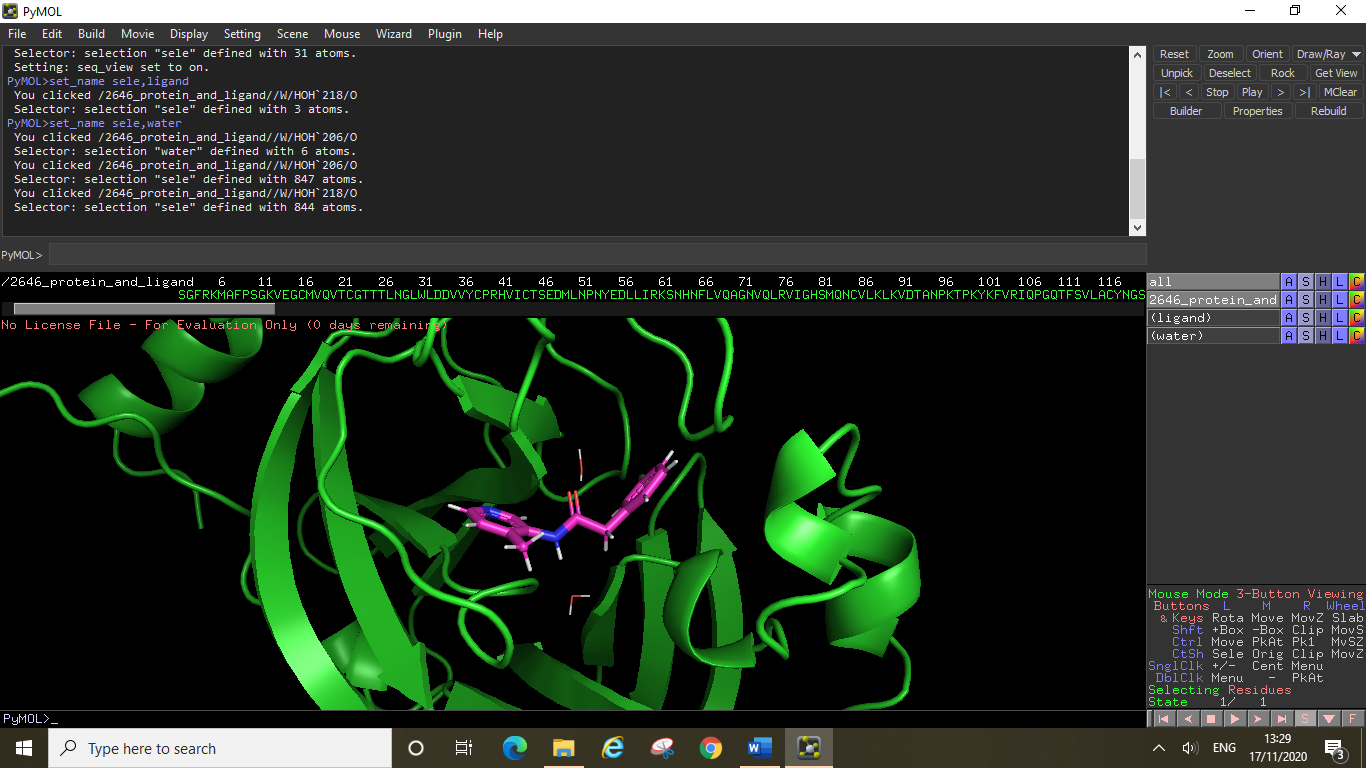 PyMOL
File Edit Build Movie Display Setting Scene Mouse Wizard Plugin Help
Selector: selection "sele" defined with 31 atoms.
Setting: seq_view set to on.
PyMOL>set_name sele,ligand
You clicked /2646_protein_and_ligand//W/HOH`218/O
Selector: selection "sele" defined with 3 atoms.
PyMOL>set_name sele,water
You clicked /2646_protein_and_ligand//W/HOH`206/O
Selector: selection "water" defined with 6 atoms.
You clicked /2646_protein_and_ligand//W/HOH`206/O
Selector: selection "sele" defined with 847 atoms.
You clicked /2646_protein_and_ligand//W/HOH`218/O
Selector: selection "sele" defined with 844 atoms.
PyMOL>
Reset Zoom Orient Draw/Ray
Unpick Deselect Rock Get View
|< < Stop Play > >| MClear
Builder Properties Rebuild
/2646_protein_and_ligand 6 11 16 21 26 31 36 41 46 51 56 61 66 71 76 81 86 91 96 101 106 111 116
SGFRKMAFPSGKVEGCMVQVTCGTTTLNGLWLDDVVYCPRHVICTSEDMLNPNYEDLLIRKSNHNFLVQAGNVQLRVIGHSMQNCVLKLKVDTANPKTPKYKFVRIQPGQTFSVLACYNGS
No License File - For Evaluation Only (0 days remaining)
all A S H L C
2646_protein_and A S H L C
(ligand) A S H L C
(water) A S H L C
Mouse Mode 3-Button Viewing
Buttons L M R Wheel
& Keys Rota Move MovZ Slab
Shft +Box -Box Clip MovS
Ctrl Move PkAt Pk1 MvSZ
CtSh Sele Orig Clip MovZ
SnglClk +/- Cent Menu
DblClk Menu - PkAt
Selecting Residues
State 1/ 1
PyMOL>_
S F
Type here to search
ENG
13:29
17/11/2020
3